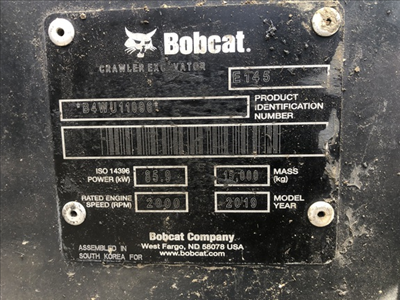 Bobcat.
CRAWLER EXCAVATOR
E145
PRODUCT
IDENTIFICATION
NUMBER
ISO 14396
POWER (kW)
MASS
(kg)
RATED ENGINE
SPEED (RPM)
2000
MODEL
YEAR
Bobcat Company
West Fargo, ND 58078 USA
www.bobcat.com
ASSEMBLED IN
SOUTH KOREA FOR